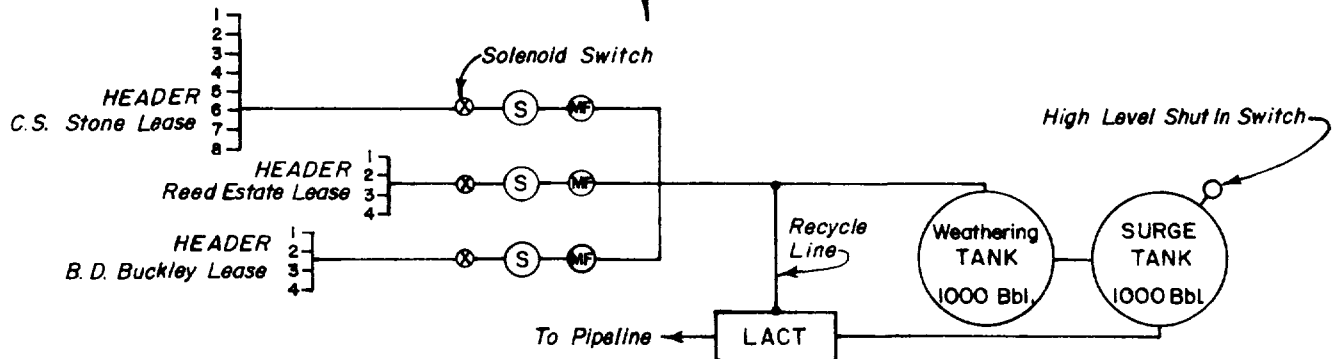 1
2
3
4
5
6
7
8
HEADER
C.S. Stone Lease
Solenoid Switch
X
S
MF
HEADER
Reed Estate Lease
1
2
3
4
X
S
MF
HEADER
B.D. Buckley Lease
1
2
3
4
X
S
MF
Recycle
Line
To Pipeline
LACT
Weathering
TANK
1000 Bbl.
SURGE
TANK
1000 Bbl.
High Level Shut In Switch